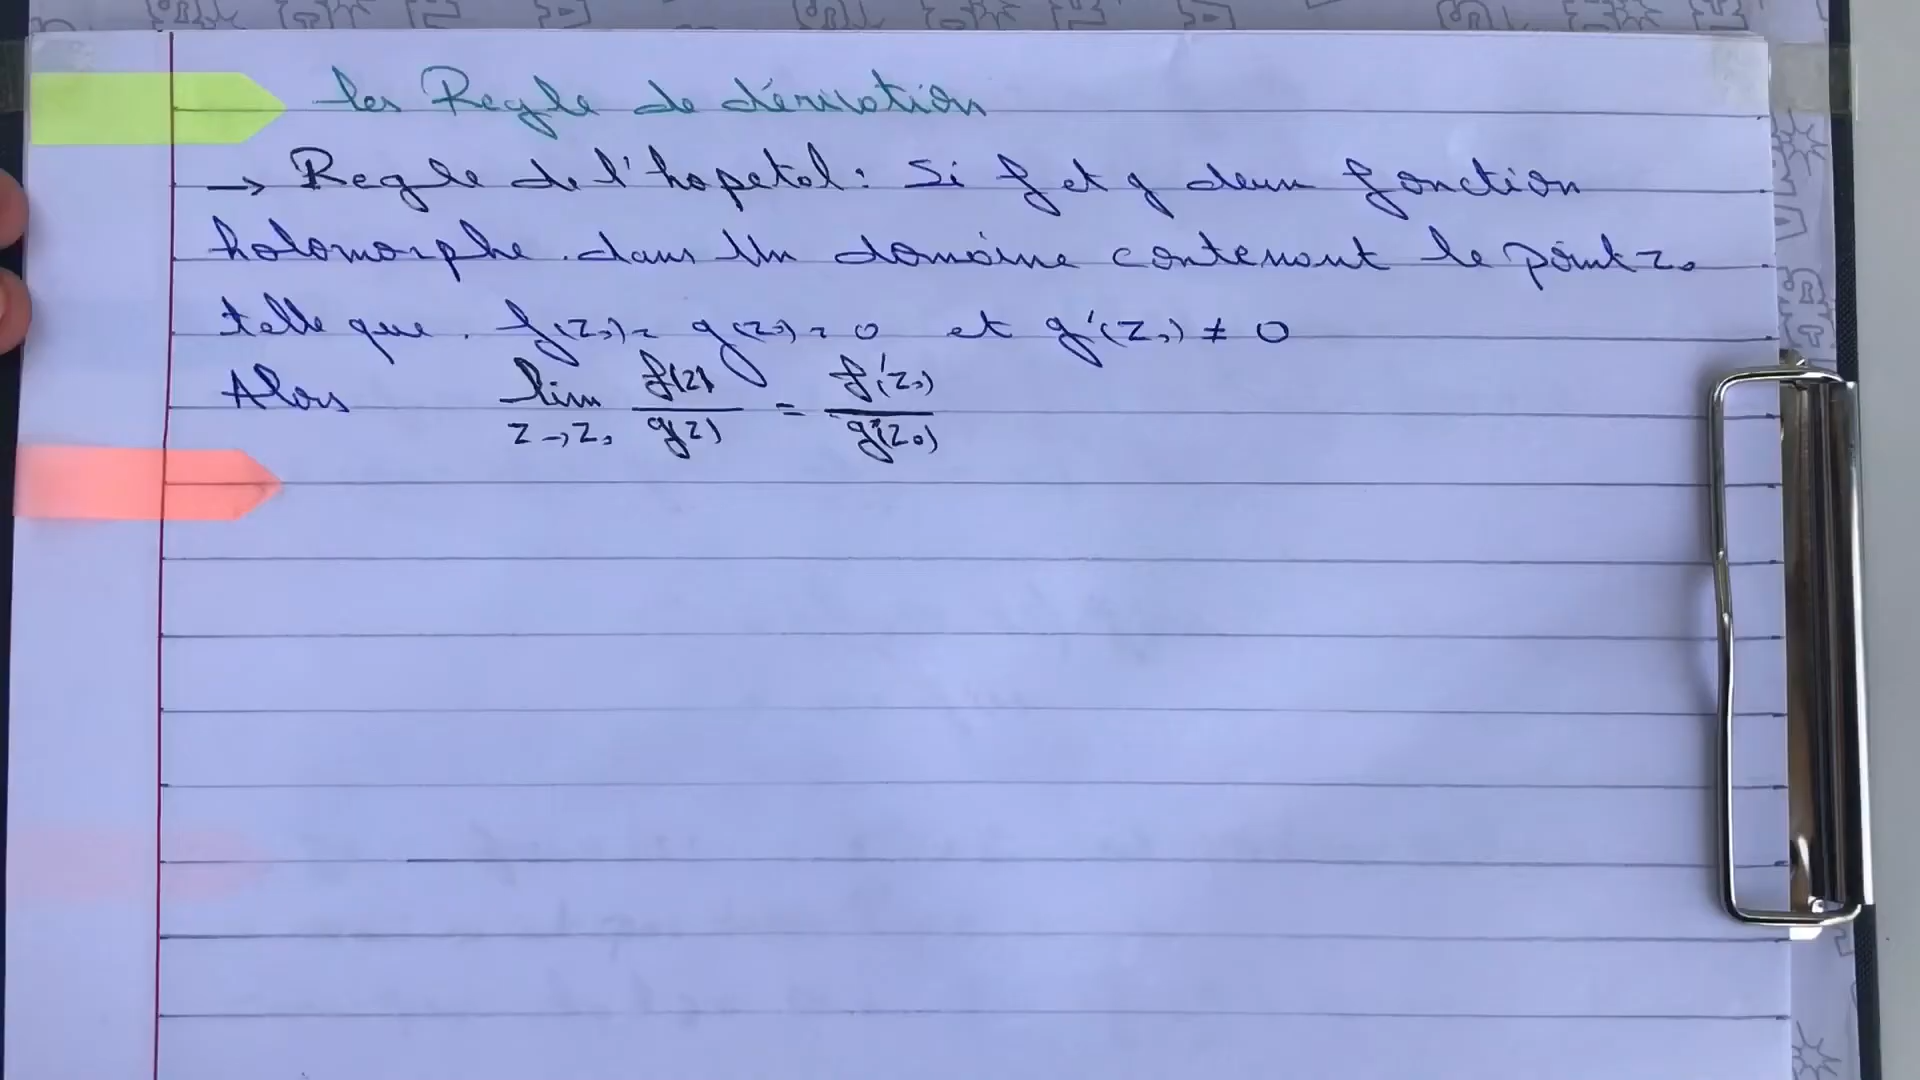 les Regle de dérivation
→ Regle de l'hopetal : Si f et g deux fonction
holomorphe. dans Un domaine contenant le point z₀
telle que. f(z₀) = g(z₀) = 0 et g'(z₀) ≠ 0
Alors lim z→z₀ f(z)/g(z) = f'(z₀)/g'(z₀)